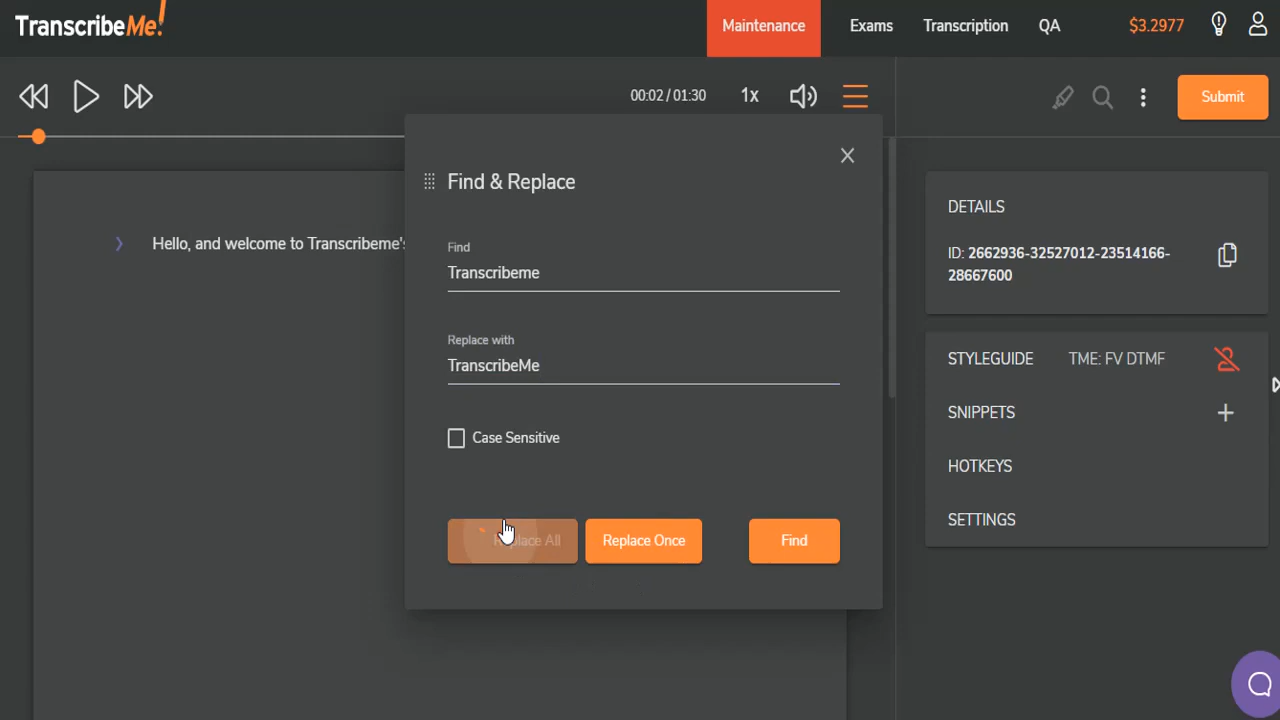 TranscribeMe!
Maintenance
Exams
Transcription
QA
$3.2977
00:02 / 01:30
1x
Submit
Find & Replace
Hello, and welcome to Transcribeme's
Find
Transcribeme
Replace with
TranscribeMe
Case Sensitive
Replace All
Replace Once
Find
DETAILS
ID: 2662936-32527012-23514166-
28667600
STYLEGUIDE TME: FV DTMF
SNIPPETS
HOTKEYS
SETTINGS